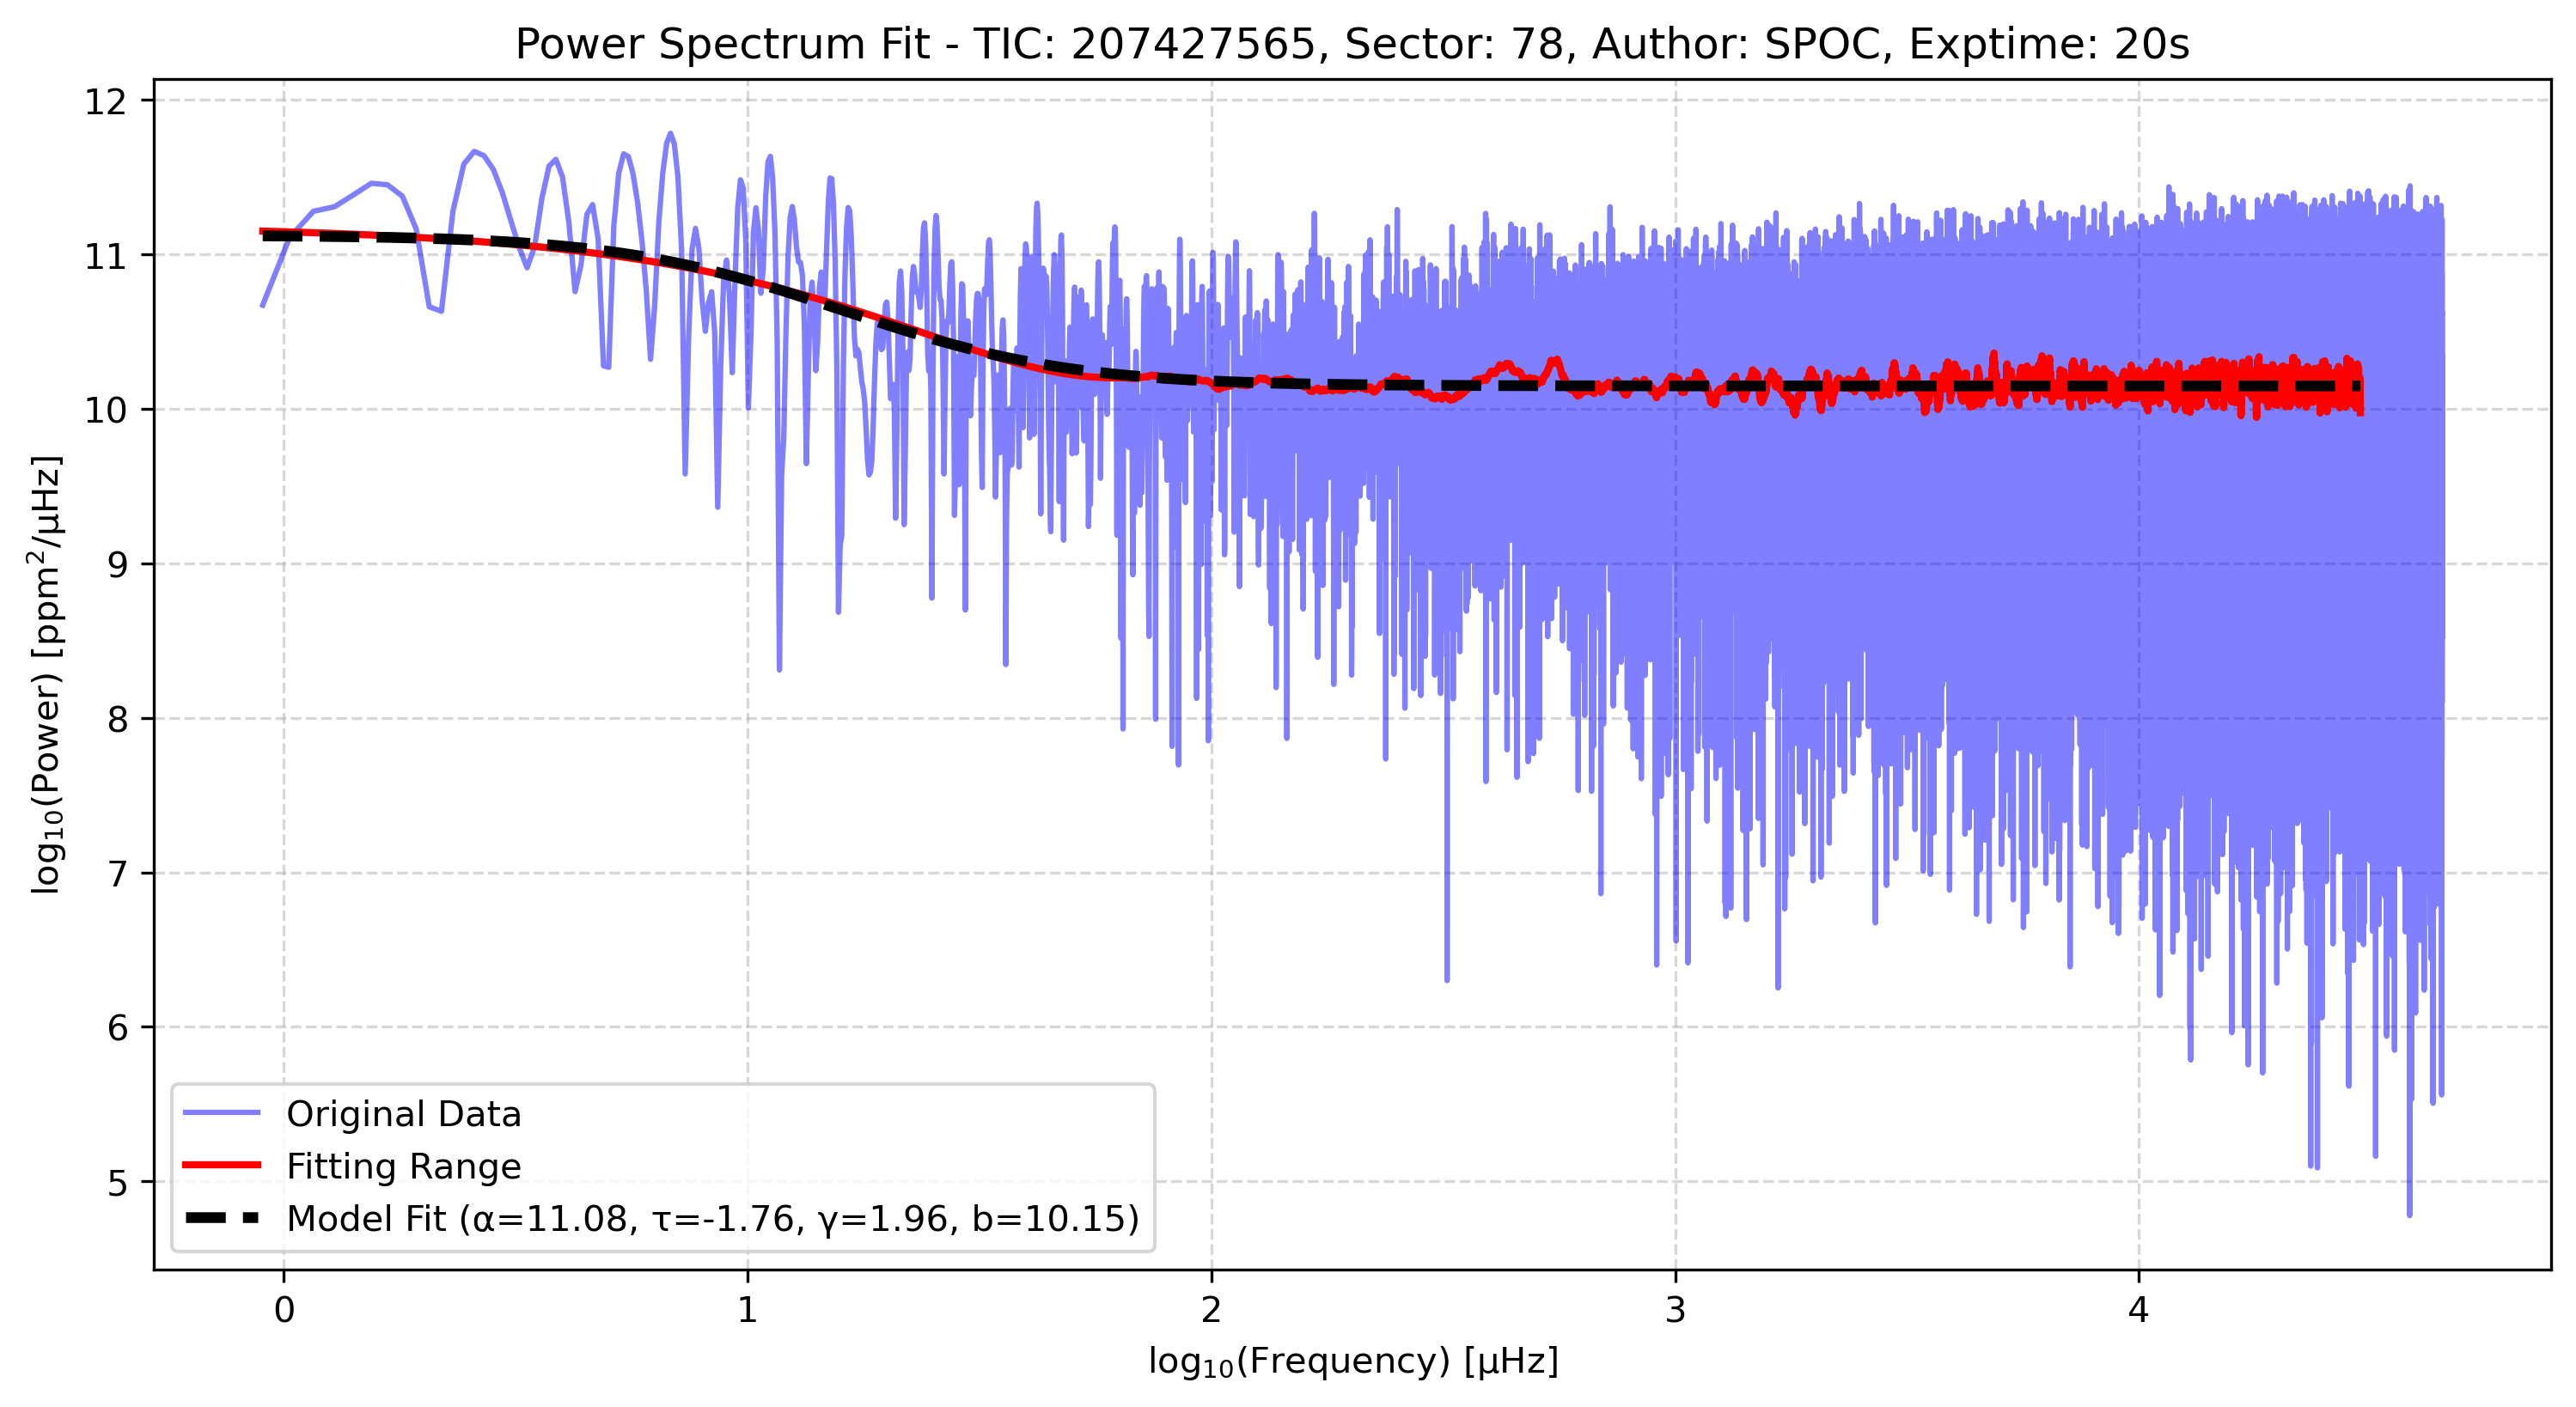 Power Spectrum Fit - TIC: 207427565, Sector: 78, Author: SPOC, Exptime: 20s
12
11
10
9
8
7
6
5
log₁₀(Power) [ppm²/μHz]
Original Data
Fitting Range
Model Fit (α=11.08, τ=-1.76, γ=1.96, b=10.15)
0 1 2 3 4
log₁₀(Frequency) [μHz]